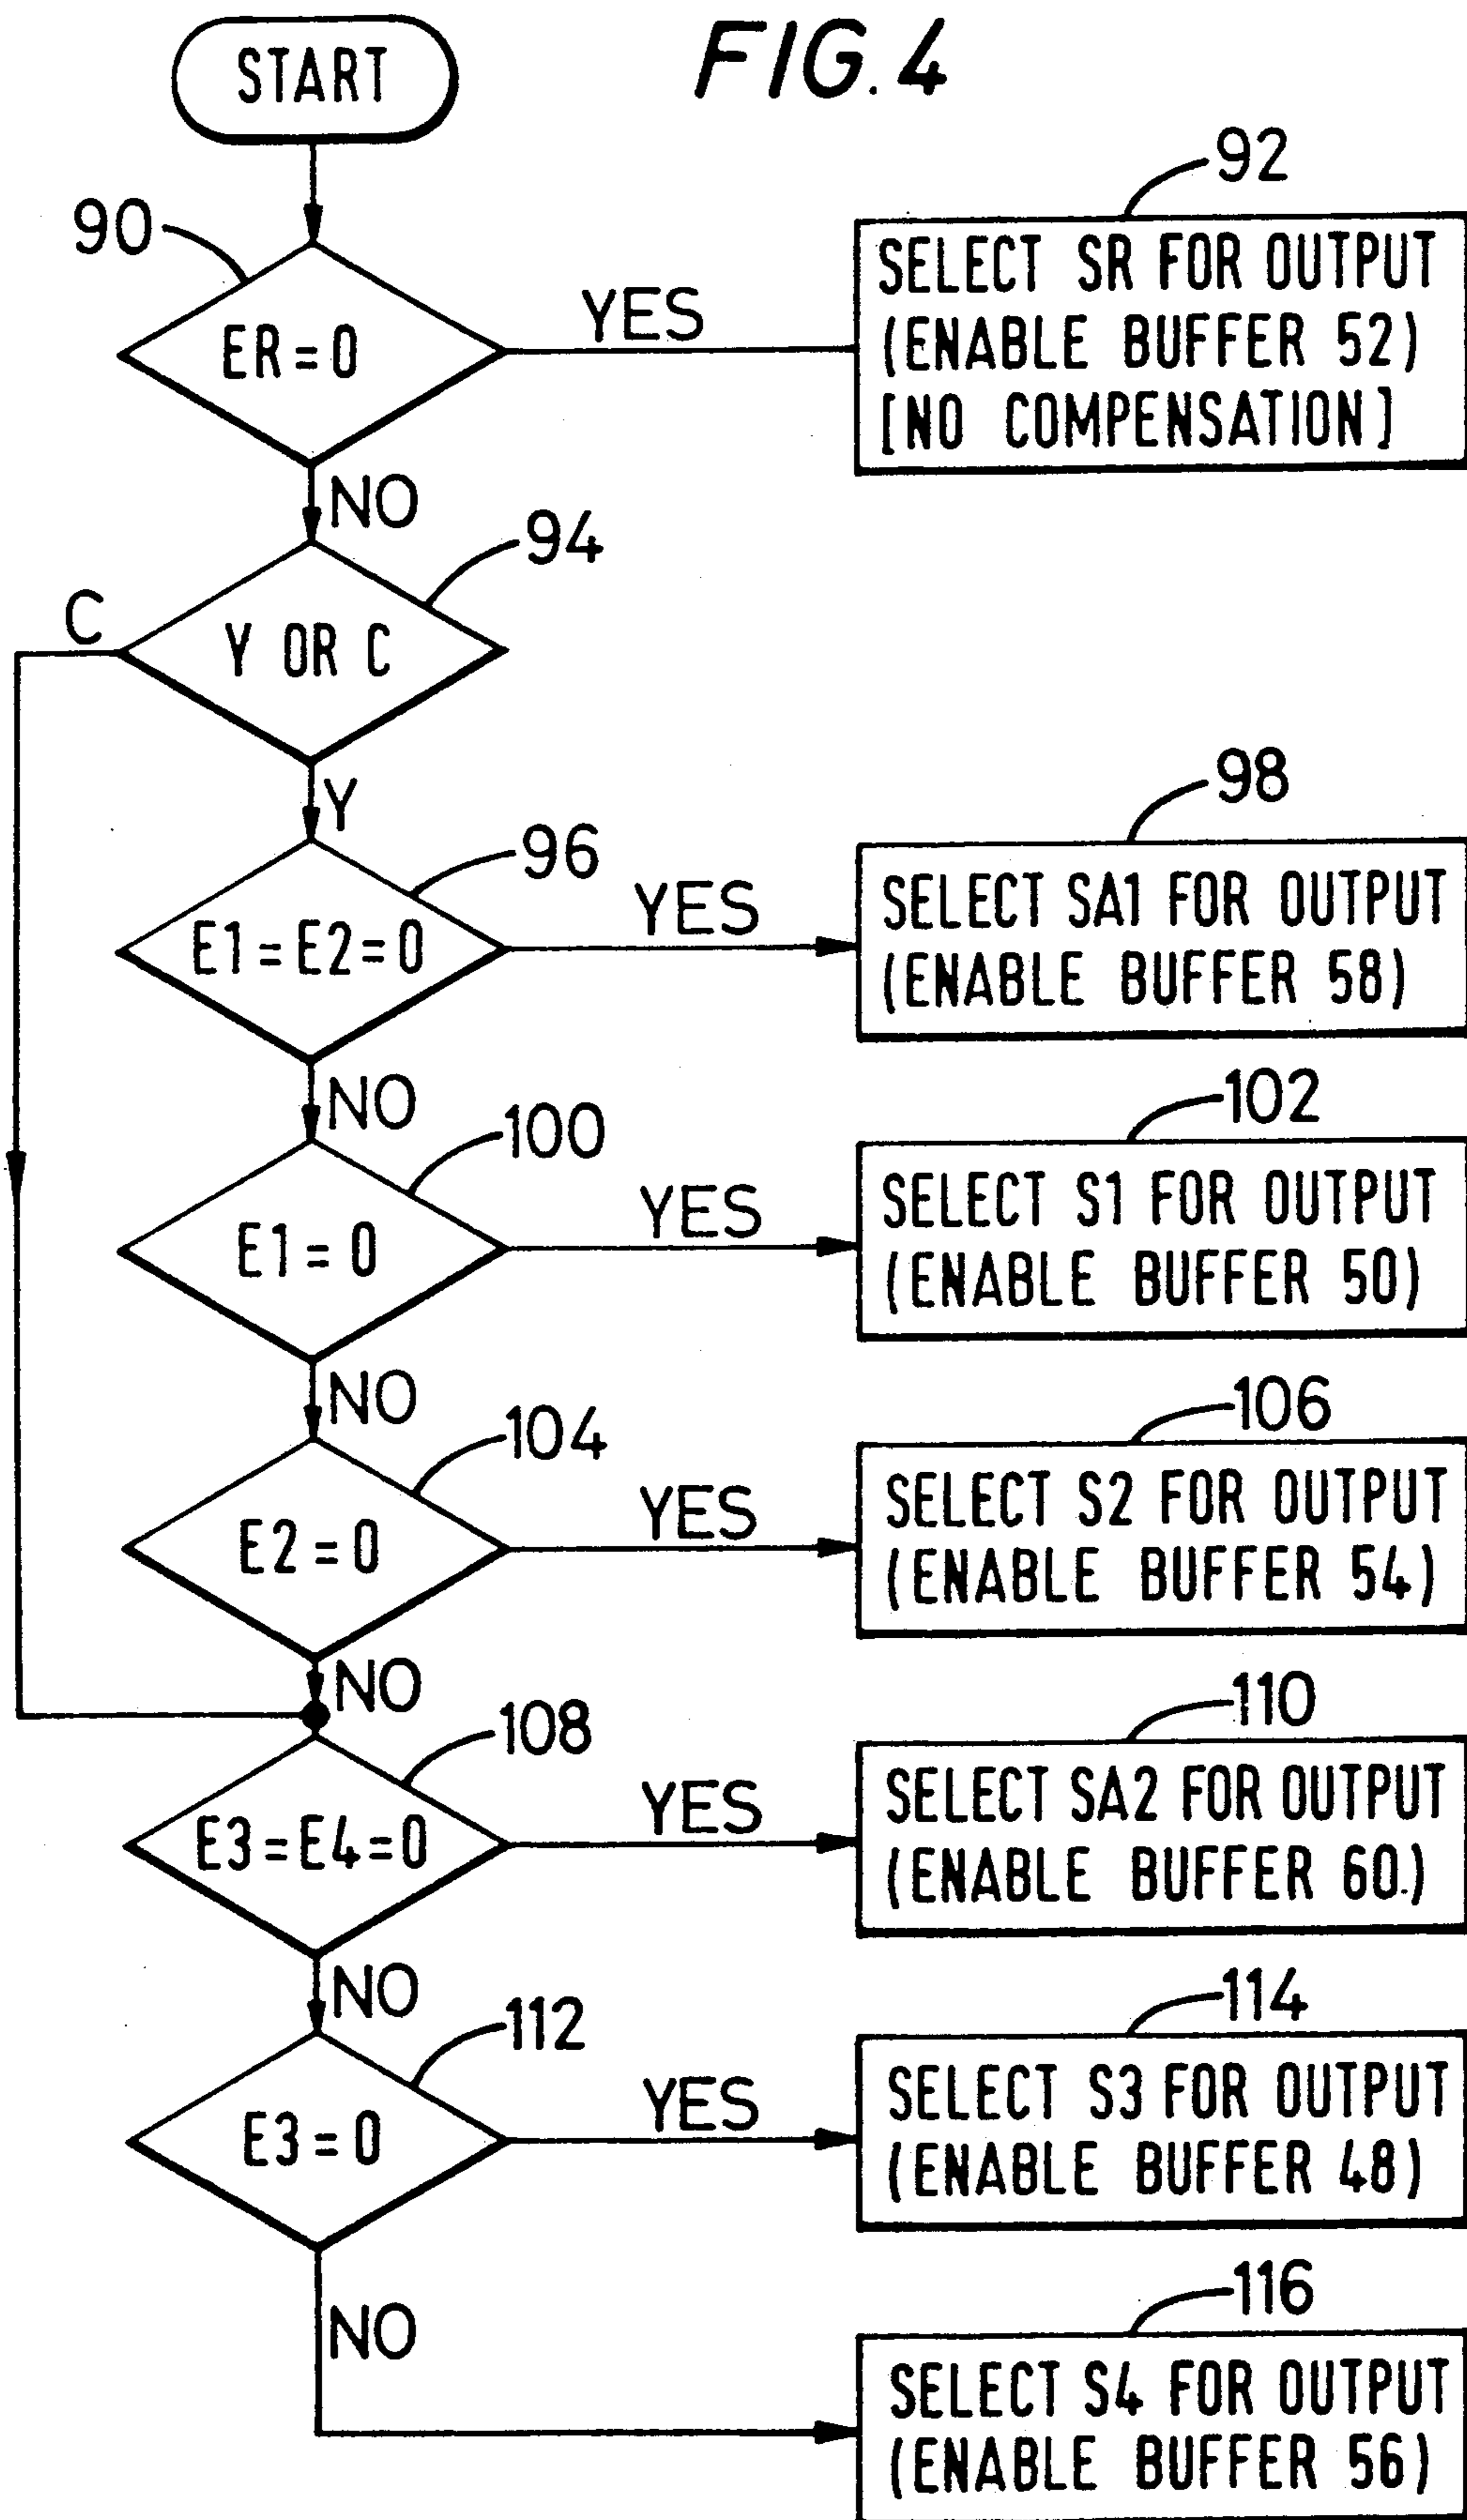 FIG. 4
START
90
ER = 0
YES
92
SELECT SR FOR OUTPUT
(ENABLE BUFFER 52)
[NO COMPENSATION]
NO
94
C
Y OR C
Y
96
E1 = E2 = 0
YES
98
SELECT SA1 FOR OUTPUT
(ENABLE BUFFER 58)
NO
100
E1 = 0
YES
102
SELECT S1 FOR OUTPUT
(ENABLE BUFFER 50)
NO
104
E2 = 0
YES
106
SELECT S2 FOR OUTPUT
(ENABLE BUFFER 54)
NO
108
E3 = E4 = 0
YES
110
SELECT SA2 FOR OUTPUT
(ENABLE BUFFER 60.)
NO
112
E3 = 0
YES
114
SELECT S3 FOR OUTPUT
(ENABLE BUFFER 48)
NO
116
SELECT S4 FOR OUTPUT
(ENABLE BUFFER 56)